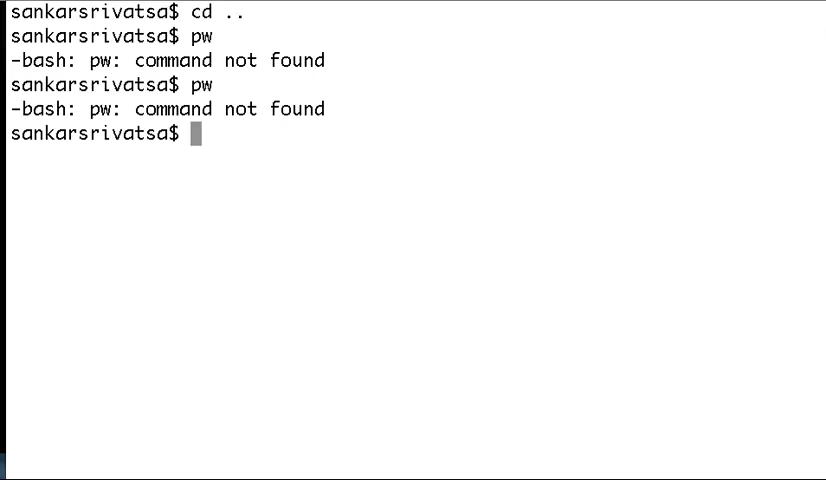 sankarsrivatsa$ cd ..
sankarsrivatsa$ pw
-bash: pw: command not found
sankarsrivatsa$ pw
-bash: pw: command not found
sankarsrivatsa$